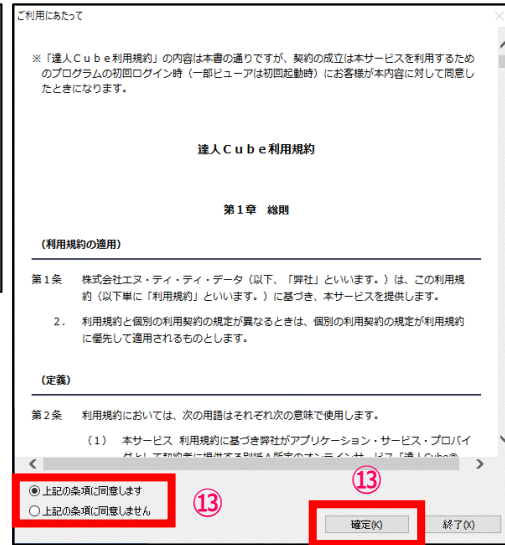 ご利用にあたって
※「達人Cube利用規約」の内容は本書の通りですが、契約の成立は本サービスを利用するため
のプログラムの初回ログイン時（一部ビューアは初回起動時）にお客様が本内容に対して同意し
たときになります。
達人Cube利用規約
第1章 総則
（利用規約の適用）
第1条 株式会社エヌ・ティ・ティ・データ（以下、「弊社」といいます。）は、この利用規
約（以下単に「利用規約」といいます。）に基づき、本サービスを提供します。
2. 利用規約と個別の利用契約の規定が異なるときは、個別の利用契約の規定が利用規約
に優先して適用されるものとします。
（定義）
第2条 利用規約においては、次の用語はそれぞれ次の意味で使用します。
（1） 本サービス 利用規約に基づき弊社がアプリケーション・サービス・プロバイ
⑬
上記の条項に同意します
⑬
上記の条項に同意しません
確定(K) 終了(X)